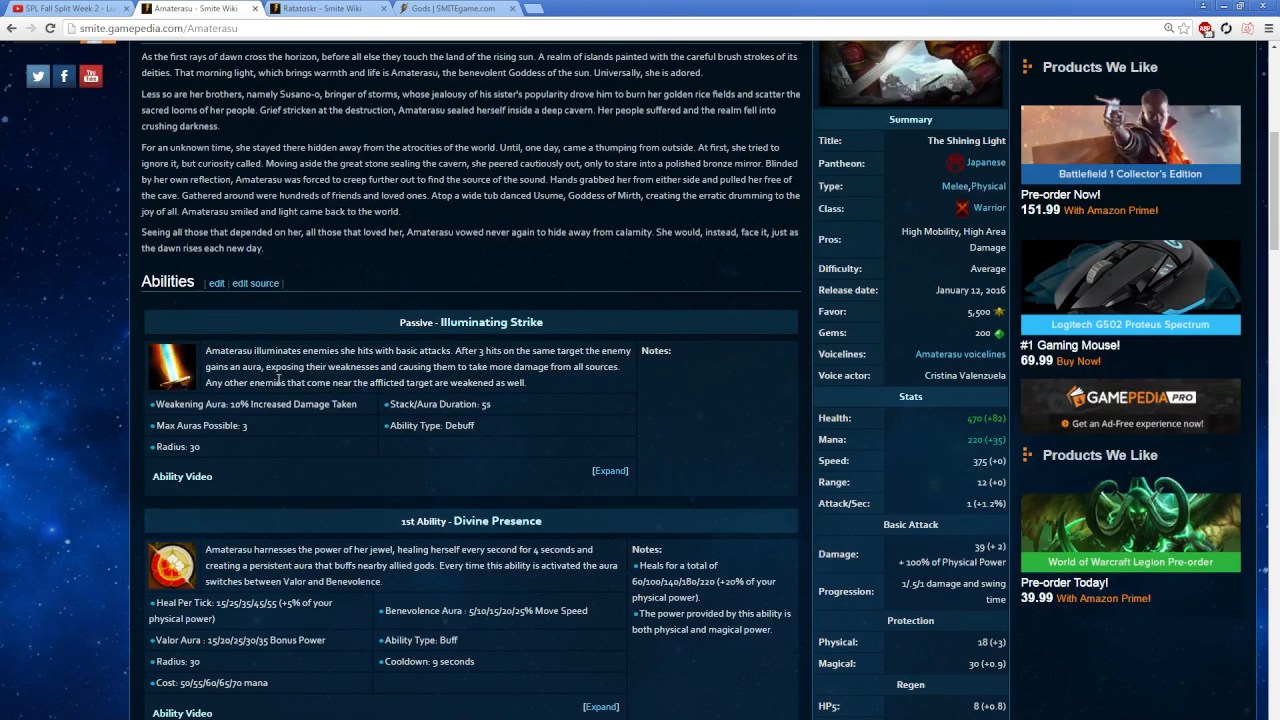 SPL Fall Split Week 2 - Lu
Amaterasu - Smite Wiki
Ratatoskr - Smite Wiki
Gods | SMITEgame.com
smite.gamepedia.com/Amaterasu
As the first rays of dawn cross the horizon, before all else they touch the land of the rising sun. A realm of islands painted with the careful brush strokes of its
deities. That morning light, which brings warmth and life is Amaterasu, the benevolent Goddess of the sun. Universally, she is adored.
Less so are her brothers, namely Susano-o, bringer of storms, whose jealousy of his sister's popularity drove him to burn her golden rice fields and scatter the
sacred looms of her people. Grief stricken at the destruction, Amaterasu sealed herself inside a deep cavern. Her people suffered and the realm fell into
crushing darkness.
For an unknown time, she stayed there hidden away from the atrocities of the world. Until, one day, came a thumping from outside. At first, she tried to
ignore it, but curiosity called. Moving aside the great stone sealing the cavern, she peered cautiously out, only to stare into a polished bronze mirror. Blinded
by her own reflection, Amaterasu was forced to creep further out to find the source of the sound. Hands grabbed her from either side and pulled her free of
the cave. Gathered around were hundreds of friends and loved ones. Atop a wide tub danced Usume, Goddess of Mirth, creating the erratic drumming to the
joy of all. Amaterasu smiled and light came back to the world.
Seeing all those that depended on her, all those that loved her, Amaterasu vowed never again to hide away from calamity. She would, instead, face it, just as
the dawn rises each new day.
Abilities [ edit | edit source ]
Passive - Illuminating Strike
Amaterasu illuminates enemies she hits with basic attacks. After 3 hits on the same target the enemy
gains an aura, exposing their weaknesses and causing them to take more damage from all sources.
Any other enemies that come near the afflicted target are weakened as well.
Notes:
Weakening Aura: 10% Increased Damage Taken
Stack/Aura Duration: 5s
Max Auras Possible: 3
Ability Type: Debuff
Radius: 30
Ability Video
[Expand]
1st Ability - Divine Presence
Amaterasu harnesses the power of her jewel, healing herself every second for 4 seconds and
creating a persistent aura that buffs nearby allied gods. Every time this ability is activated the aura
switches between Valor and Benevolence.
Notes:
Heals for a total of
60/100/140/180/220 (+20% of your
physical power).
The power provided by this ability is
both physical and magical power.
Heal Per Tick: 15/25/35/45/55 (+5% of your
physical power)
Benevolence Aura : 5/10/15/20/25% Move Speed
Valor Aura : 15/20/25/30/35 Bonus Power
Ability Type: Buff
Radius: 30
Cooldown: 9 seconds
Cost: 50/55/60/65/70 mana
Ability Video
[Expand]
Summary
Title: The Shining Light
Pantheon: Japanese
Type: Melee,Physical
Class: Warrior
Pros: High Mobility, High Area
Damage
Difficulty: Average
Release date: January 12, 2016
Favor: 5,500
Gems: 200
Voicelines: Amaterasu voicelines
Voice actor: Cristina Valenzuela
Stats
Health: 470 (+82)
Mana: 220 (+35)
Speed: 375 (+0)
Range: 12 (+0)
Attack/Sec: 1 (+1.2%)
Basic Attack
Damage: 39 (+ 2)
+ 100% of Physical Power
Progression: 1/.5/1 damage and swing
time
Protection
Physical: 18 (+3)
Magical: 30 (+0.9)
Regen
HP5: 8 (+0.8)
Products We Like
Battlefield 1 Collector's Edition
Pre-order Now!
151.99 With Amazon Prime!
Logitech G502 Proteus Spectrum
#1 Gaming Mouse!
69.99 Buy Now!
GAMEPEDIA PRO
Get an Ad-Free experience now!
Products We Like
World of Warcraft Legion Pre-order
Pre-order Today!
39.99 With Amazon Prime!